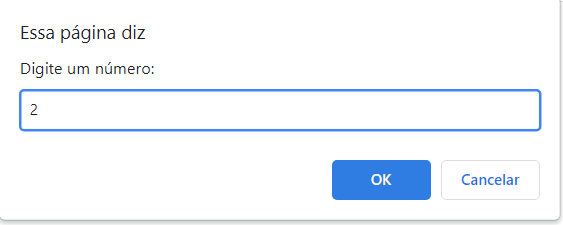 Essa página diz
Digite um número:
2
OK Cancelar